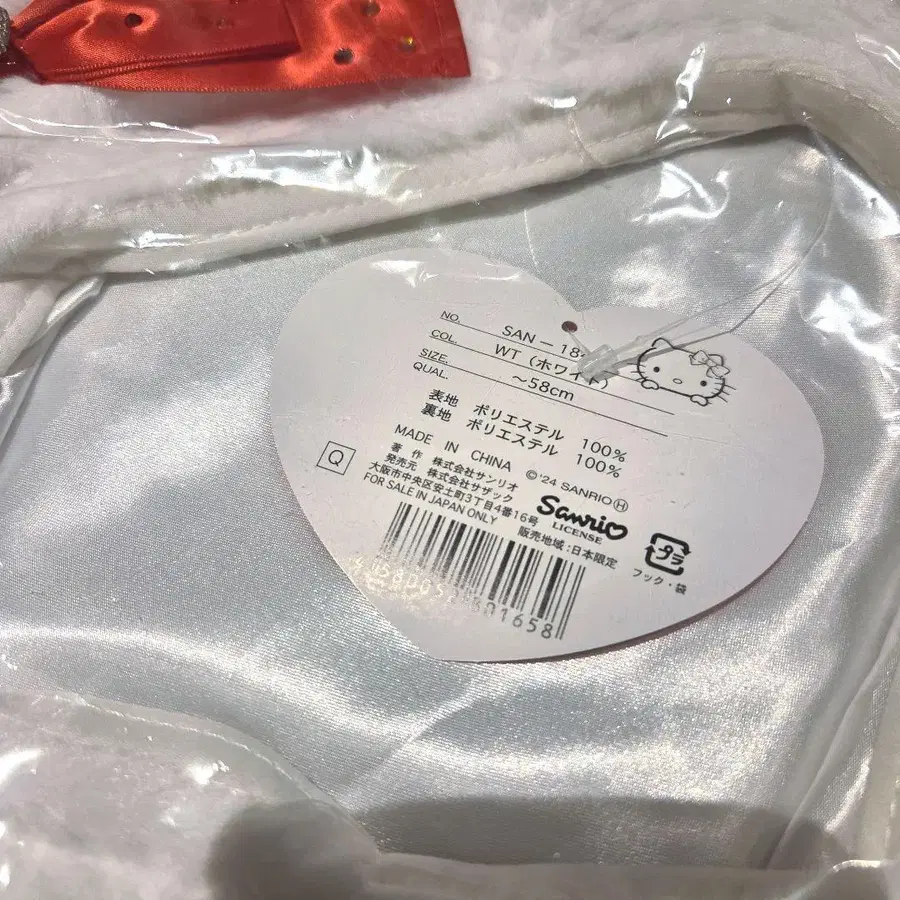 NO. SAN-18
COL. WT(ホワイト)
SIZE. ~58cm
QUAL.
表地 ポリエステル 100%
裏地 ポリエステル 100%
MADE IN CHINA
Q
著作 株式会社サンリオ
©'24 SANRIO Ⓗ
発売元 株式会社サザック
大阪市中央区安土町3丁目4番16号
FOR SALE IN JAPAN ONLY
Sanrio
LICENSE
販売地域:日本限定
プラ
フック・袋